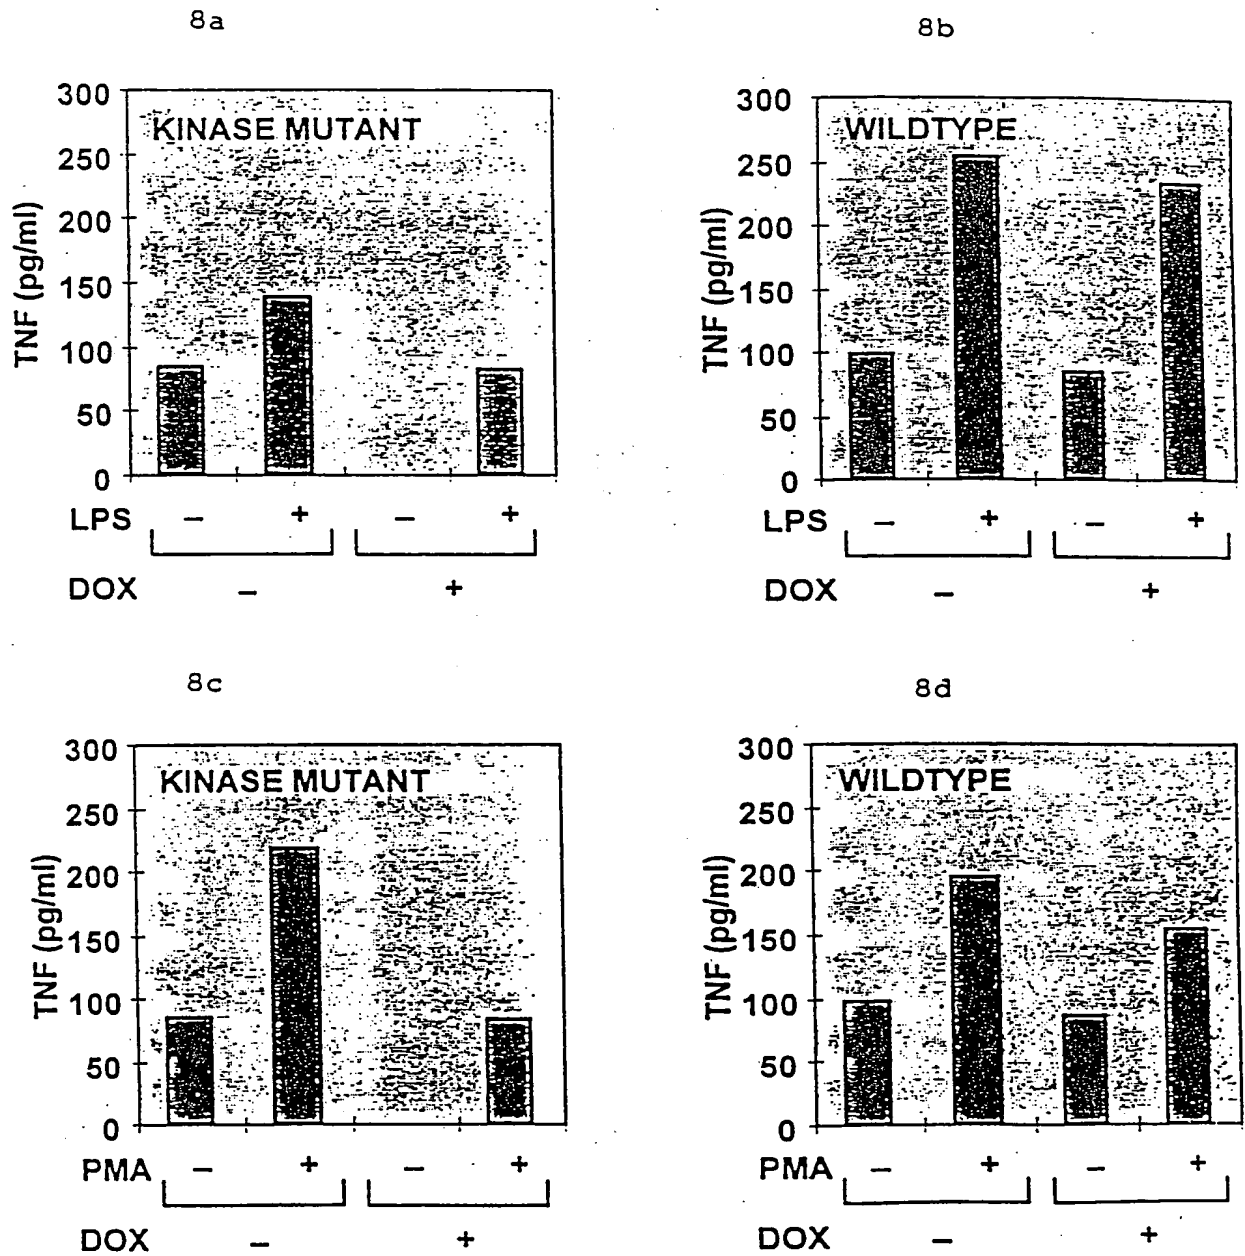 8a
300
250
200
150
100
50
0
TNF (pg/ml)
KINASE MUTANT
LPS – + – +
DOX – +
8b
300
250
200
150
100
50
0
TNF (pg/ml)
WILDTYPE
LPS – + – +
DOX – +
8c
300
250
200
150
100
50
0
TNF (pg/ml)
KINASE MUTANT
PMA – + – +
DOX – +
8d
300
250
200
150
100
50
0
TNF (pg/ml)
WILDTYPE
PMA – + – +
DOX – +